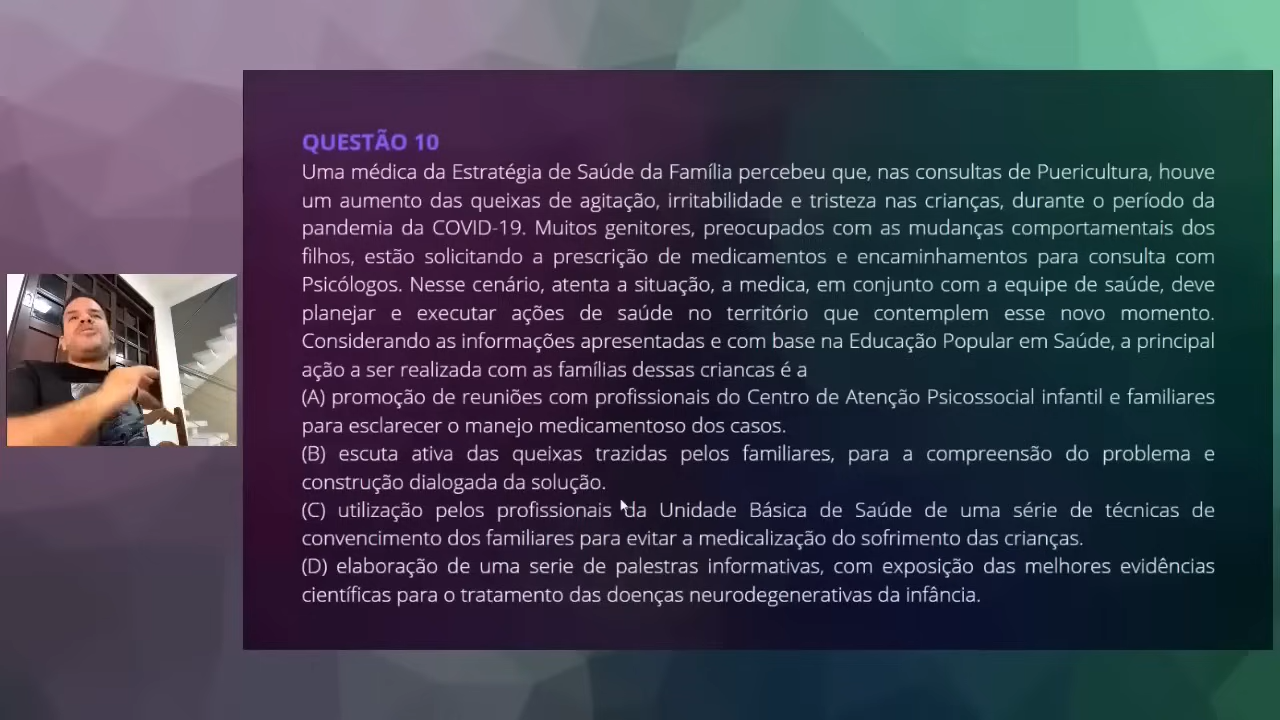 QUESTÃO 10
Uma médica da Estratégia de Saúde da Família percebeu que, nas consultas de Puericultura, houve
um aumento das queixas de agitação, irritabilidade e tristeza nas crianças, durante o período da
pandemia da COVID-19. Muitos genitores, preocupados com as mudanças comportamentais dos
filhos, estão solicitando a prescrição de medicamentos e encaminhamentos para consulta com
Psicólogos. Nesse cenário, atenta a situação, a medica, em conjunto com a equipe de saúde, deve
planejar e executar ações de saúde no território que contemplem esse novo momento.
Considerando as informações apresentadas e com base na Educação Popular em Saúde, a principal
ação a ser realizada com as famílias dessas criancas é a
(A) promoção de reuniões com profissionais do Centro de Atenção Psicossocial infantil e familiares
para esclarecer o manejo medicamentoso dos casos.
(B) escuta ativa das queixas trazidas pelos familiares, para a compreensão do problema e
construção dialogada da solução.
(C) utilização pelos profissionais da Unidade Básica de Saúde de uma série de técnicas de
convencimento dos familiares para evitar a medicalização do sofrimento das crianças.
(D) elaboração de uma serie de palestras informativas, com exposição das melhores evidências
científicas para o tratamento das doenças neurodegenerativas da infância.